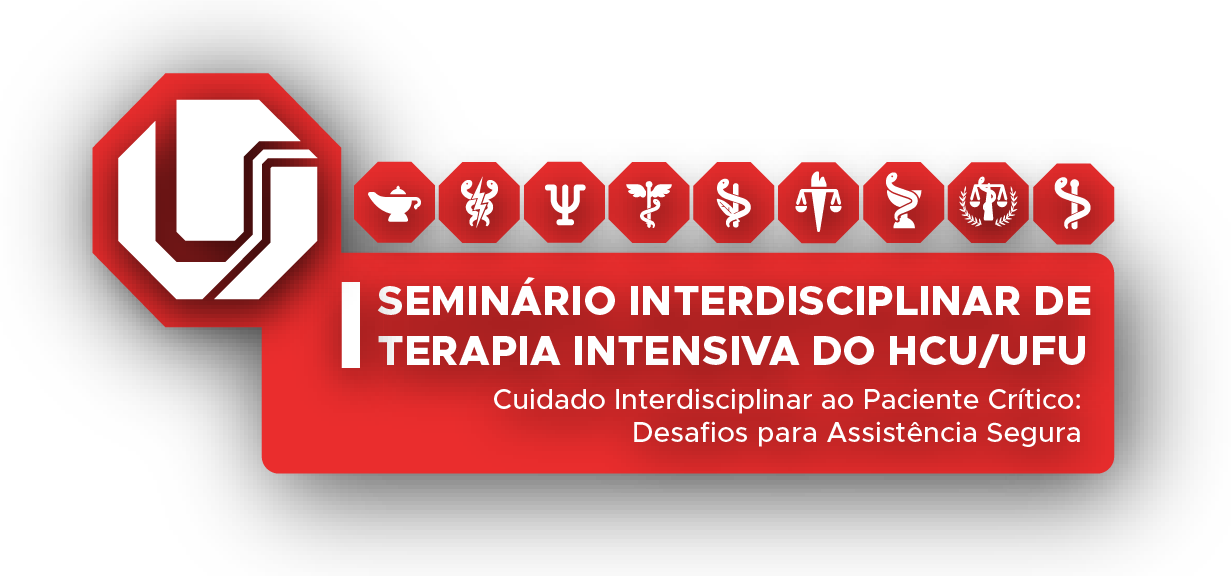 I SEMINÁRIO INTERDISCIPLINAR DE
TERAPIA INTENSIVA DO HCU/UFU
Cuidado Interdisciplinar ao Paciente Crítico:
Desafios para Assistência Segura